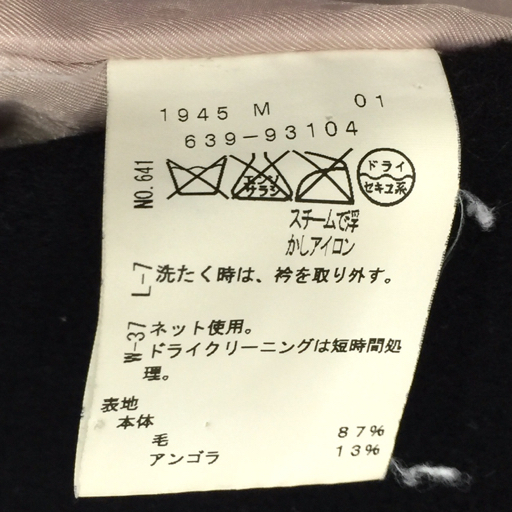 1945 M 01
639-93104
NO.641
エンソ
サラシ
ドライ
セキユ系
スチームで浮
かしアイロン
L-7
洗たく時は、衿を取り外す。
W-37
ネット使用。
ドライクリーニングは短時間処
理。
表地
本体
毛 87%
アンゴラ 13%